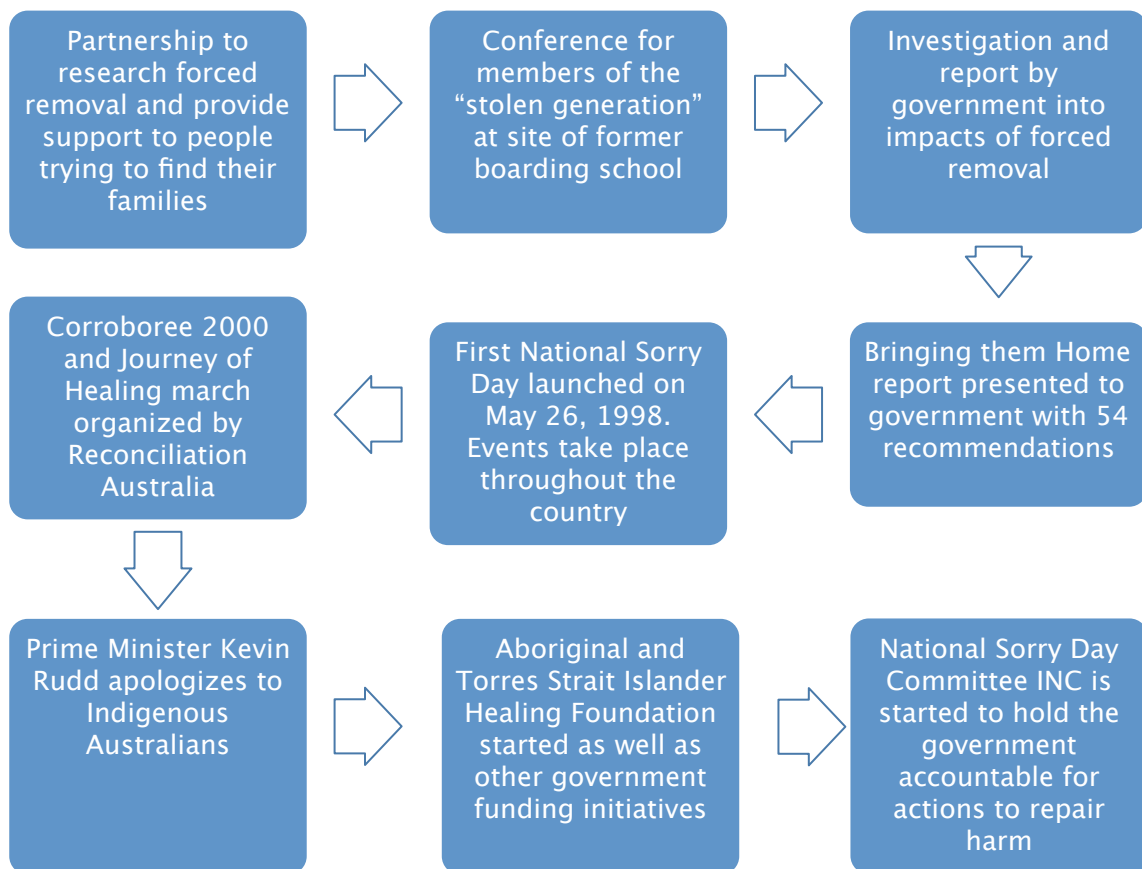 Partnership to
research forced
removal and provide
support to people
trying to find their
families
Conference for
members of the
“stolen generation”
at site of former
boarding school
Investigation and
report by
government into
impacts of forced
removal
Bringing them Home
report presented to
government with 54
recommendations
First National Sorry
Day launched on
May 26, 1998.
Events take place
throughout the
country
Corroboree 2000
and Journey of
Healing march
organized by
Reconciliation
Australia
Prime Minister Kevin
Rudd apologizes to
Indigenous
Australians
Aboriginal and
Torres Strait Islander
Healing Foundation
started as well as
other government
funding initiatives
National Sorry Day
Committee INC is
started to hold the
government
accountable for
actions to repair
harm